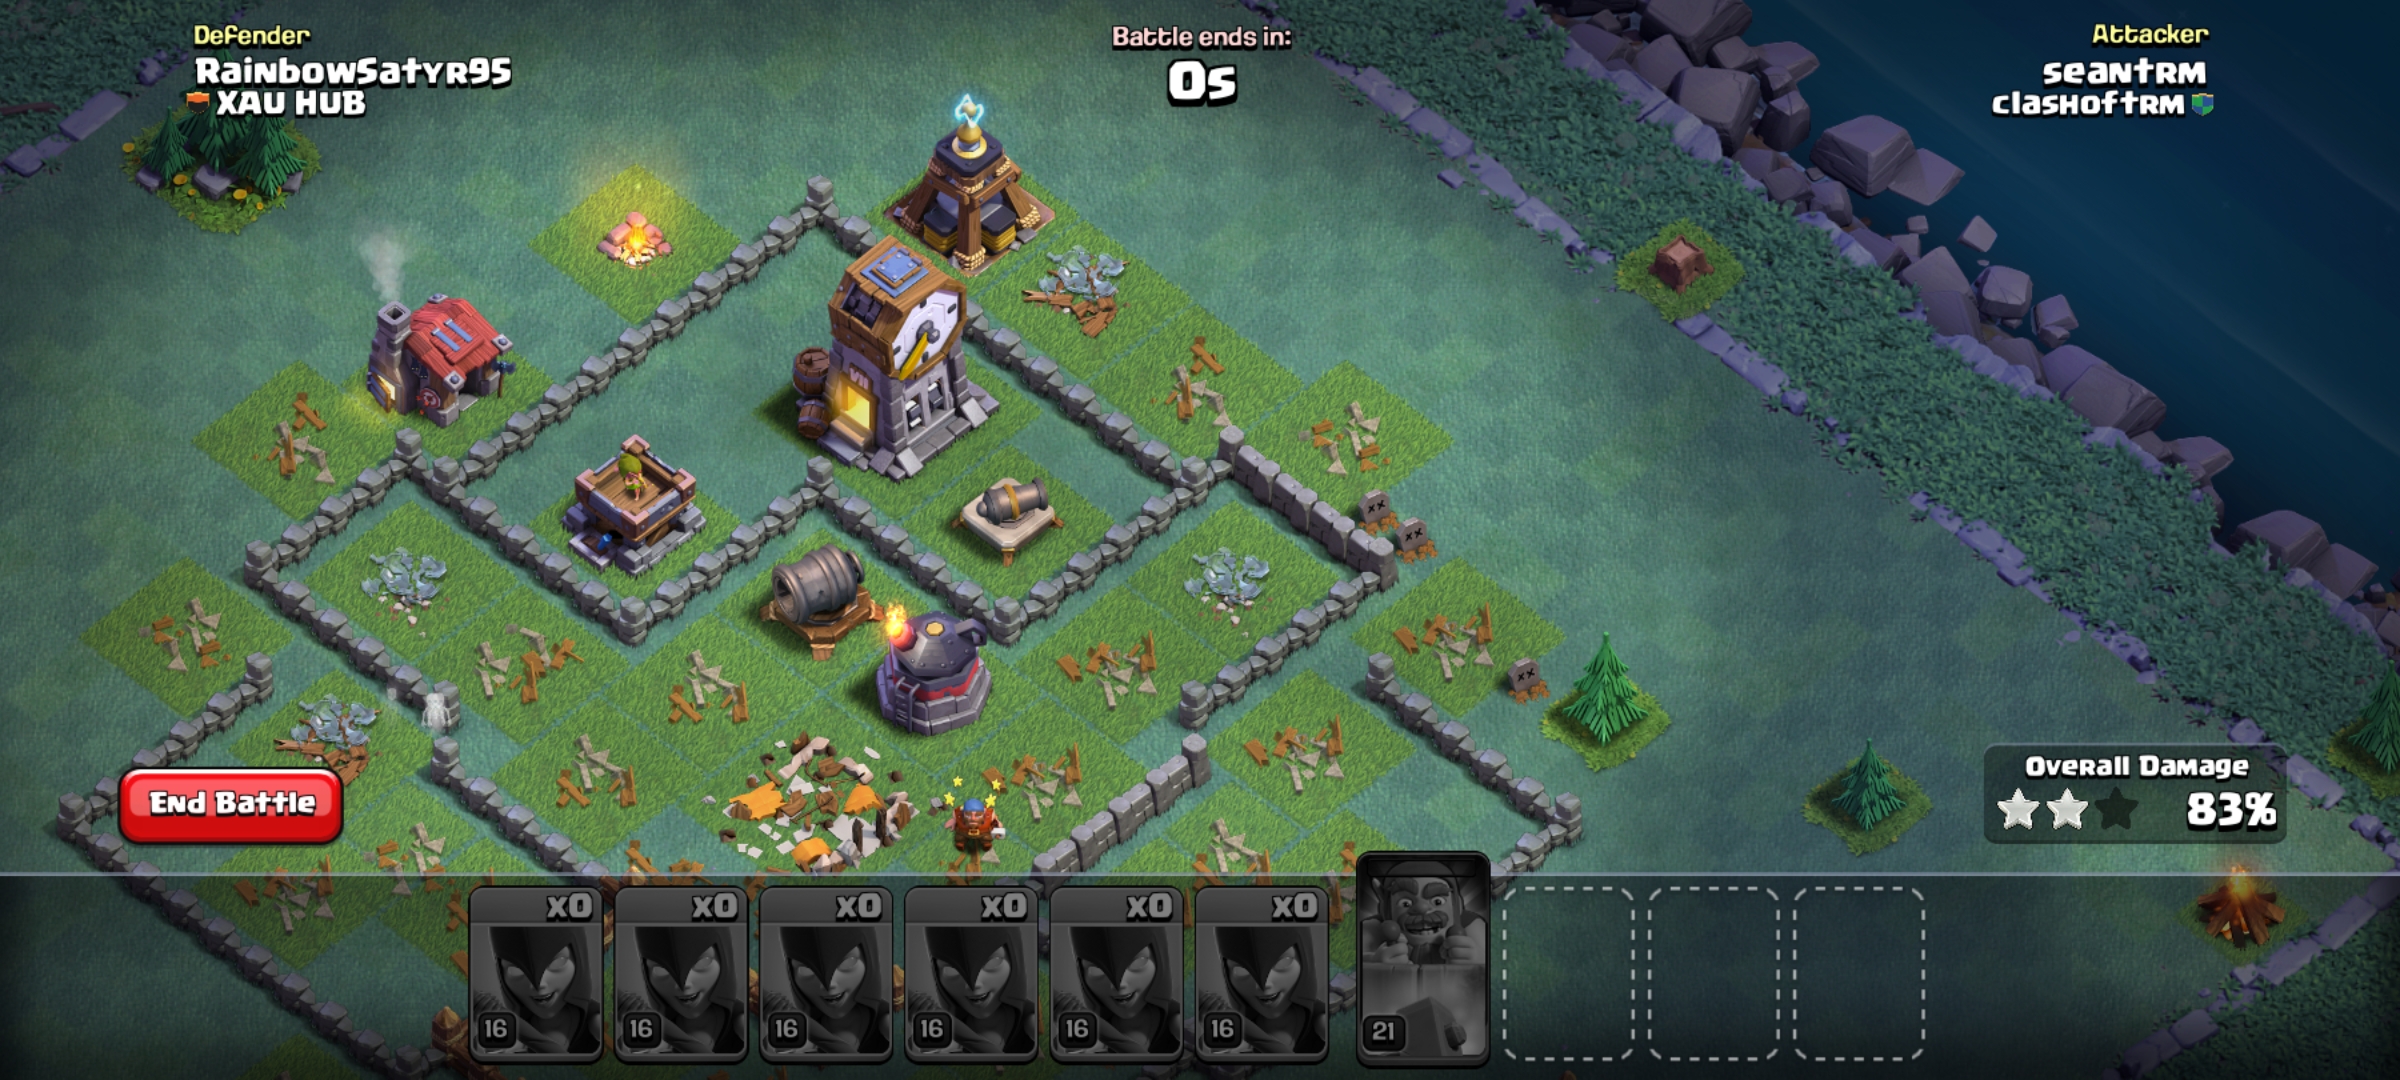 Defender
RainbowSatyr95
XAU HUB
Battle ends in:
0s
Attacker
seantrm
clashoftrm
VII
End Battle
Overall Damage
83%
x0
x0
x0
x0
x0
x0
16
16
16
16
16
16
21